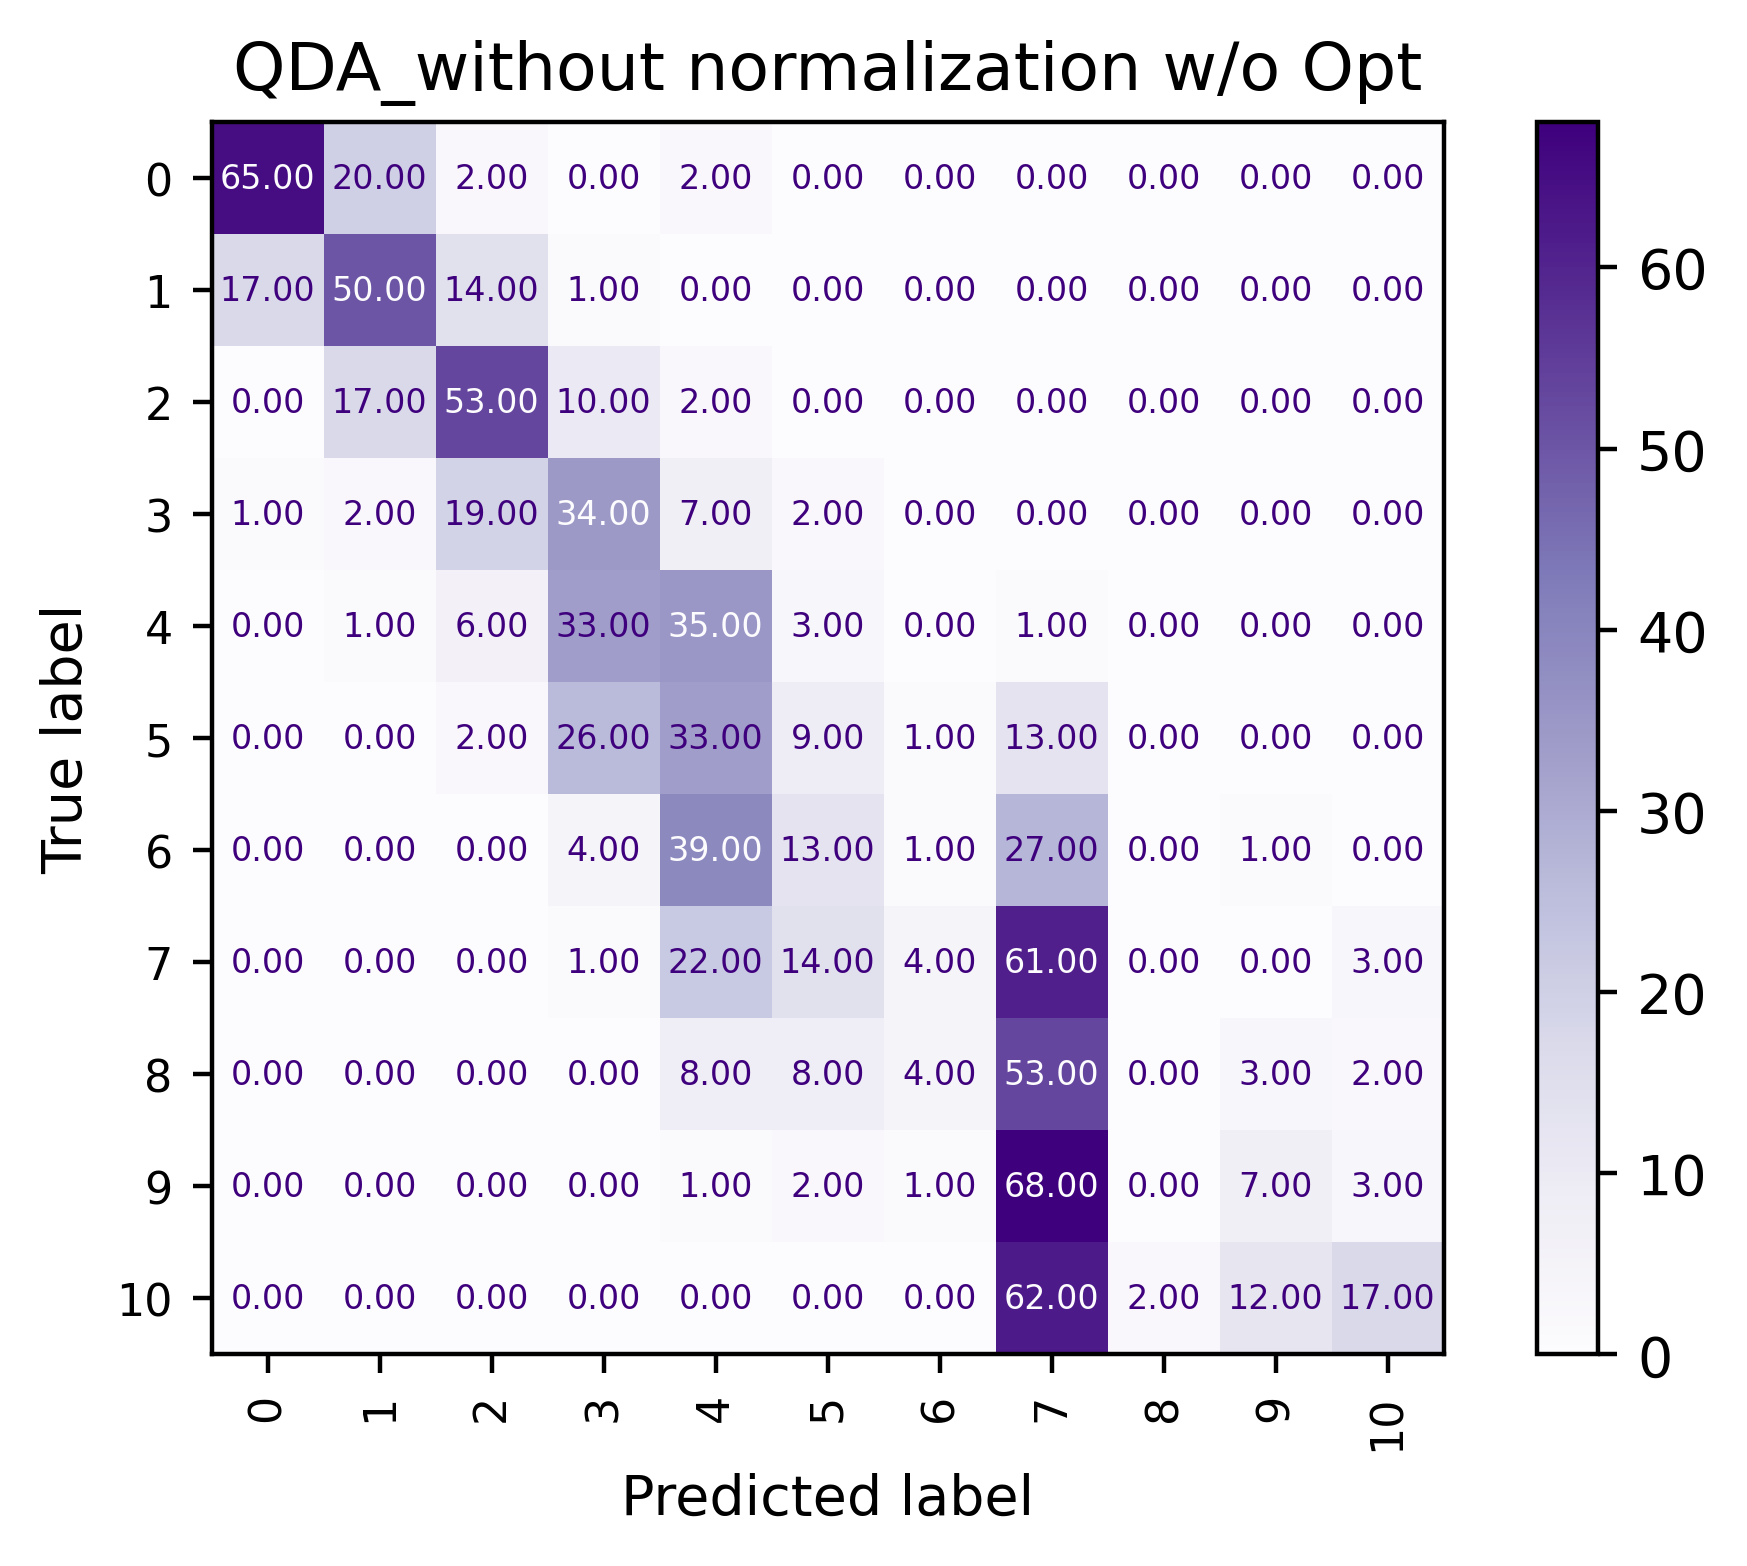 QDA_without normalization w/o Opt
0 65.00 20.00 2.00 0.00 2.00 0.00 0.00 0.00 0.00 0.00 0.00
1 17.00 50.00 14.00 1.00 0.00 0.00 0.00 0.00 0.00 0.00 0.00
2 0.00 17.00 53.00 10.00 2.00 0.00 0.00 0.00 0.00 0.00 0.00
3 1.00 2.00 19.00 34.00 7.00 2.00 0.00 0.00 0.00 0.00 0.00
4 0.00 1.00 6.00 33.00 35.00 3.00 0.00 1.00 0.00 0.00 0.00
5 0.00 0.00 2.00 26.00 33.00 9.00 1.00 13.00 0.00 0.00 0.00
6 0.00 0.00 0.00 4.00 39.00 13.00 1.00 27.00 0.00 1.00 0.00
7 0.00 0.00 0.00 1.00 22.00 14.00 4.00 61.00 0.00 0.00 3.00
8 0.00 0.00 0.00 0.00 8.00 8.00 4.00 53.00 0.00 3.00 2.00
9 0.00 0.00 0.00 0.00 1.00 2.00 1.00 68.00 0.00 7.00 3.00
10 0.00 0.00 0.00 0.00 0.00 0.00 0.00 62.00 2.00 12.00 17.00
0 1 2 3 4 5 6 7 8 9 10
Predicted label
True label
60
50
40
30
20
10
0